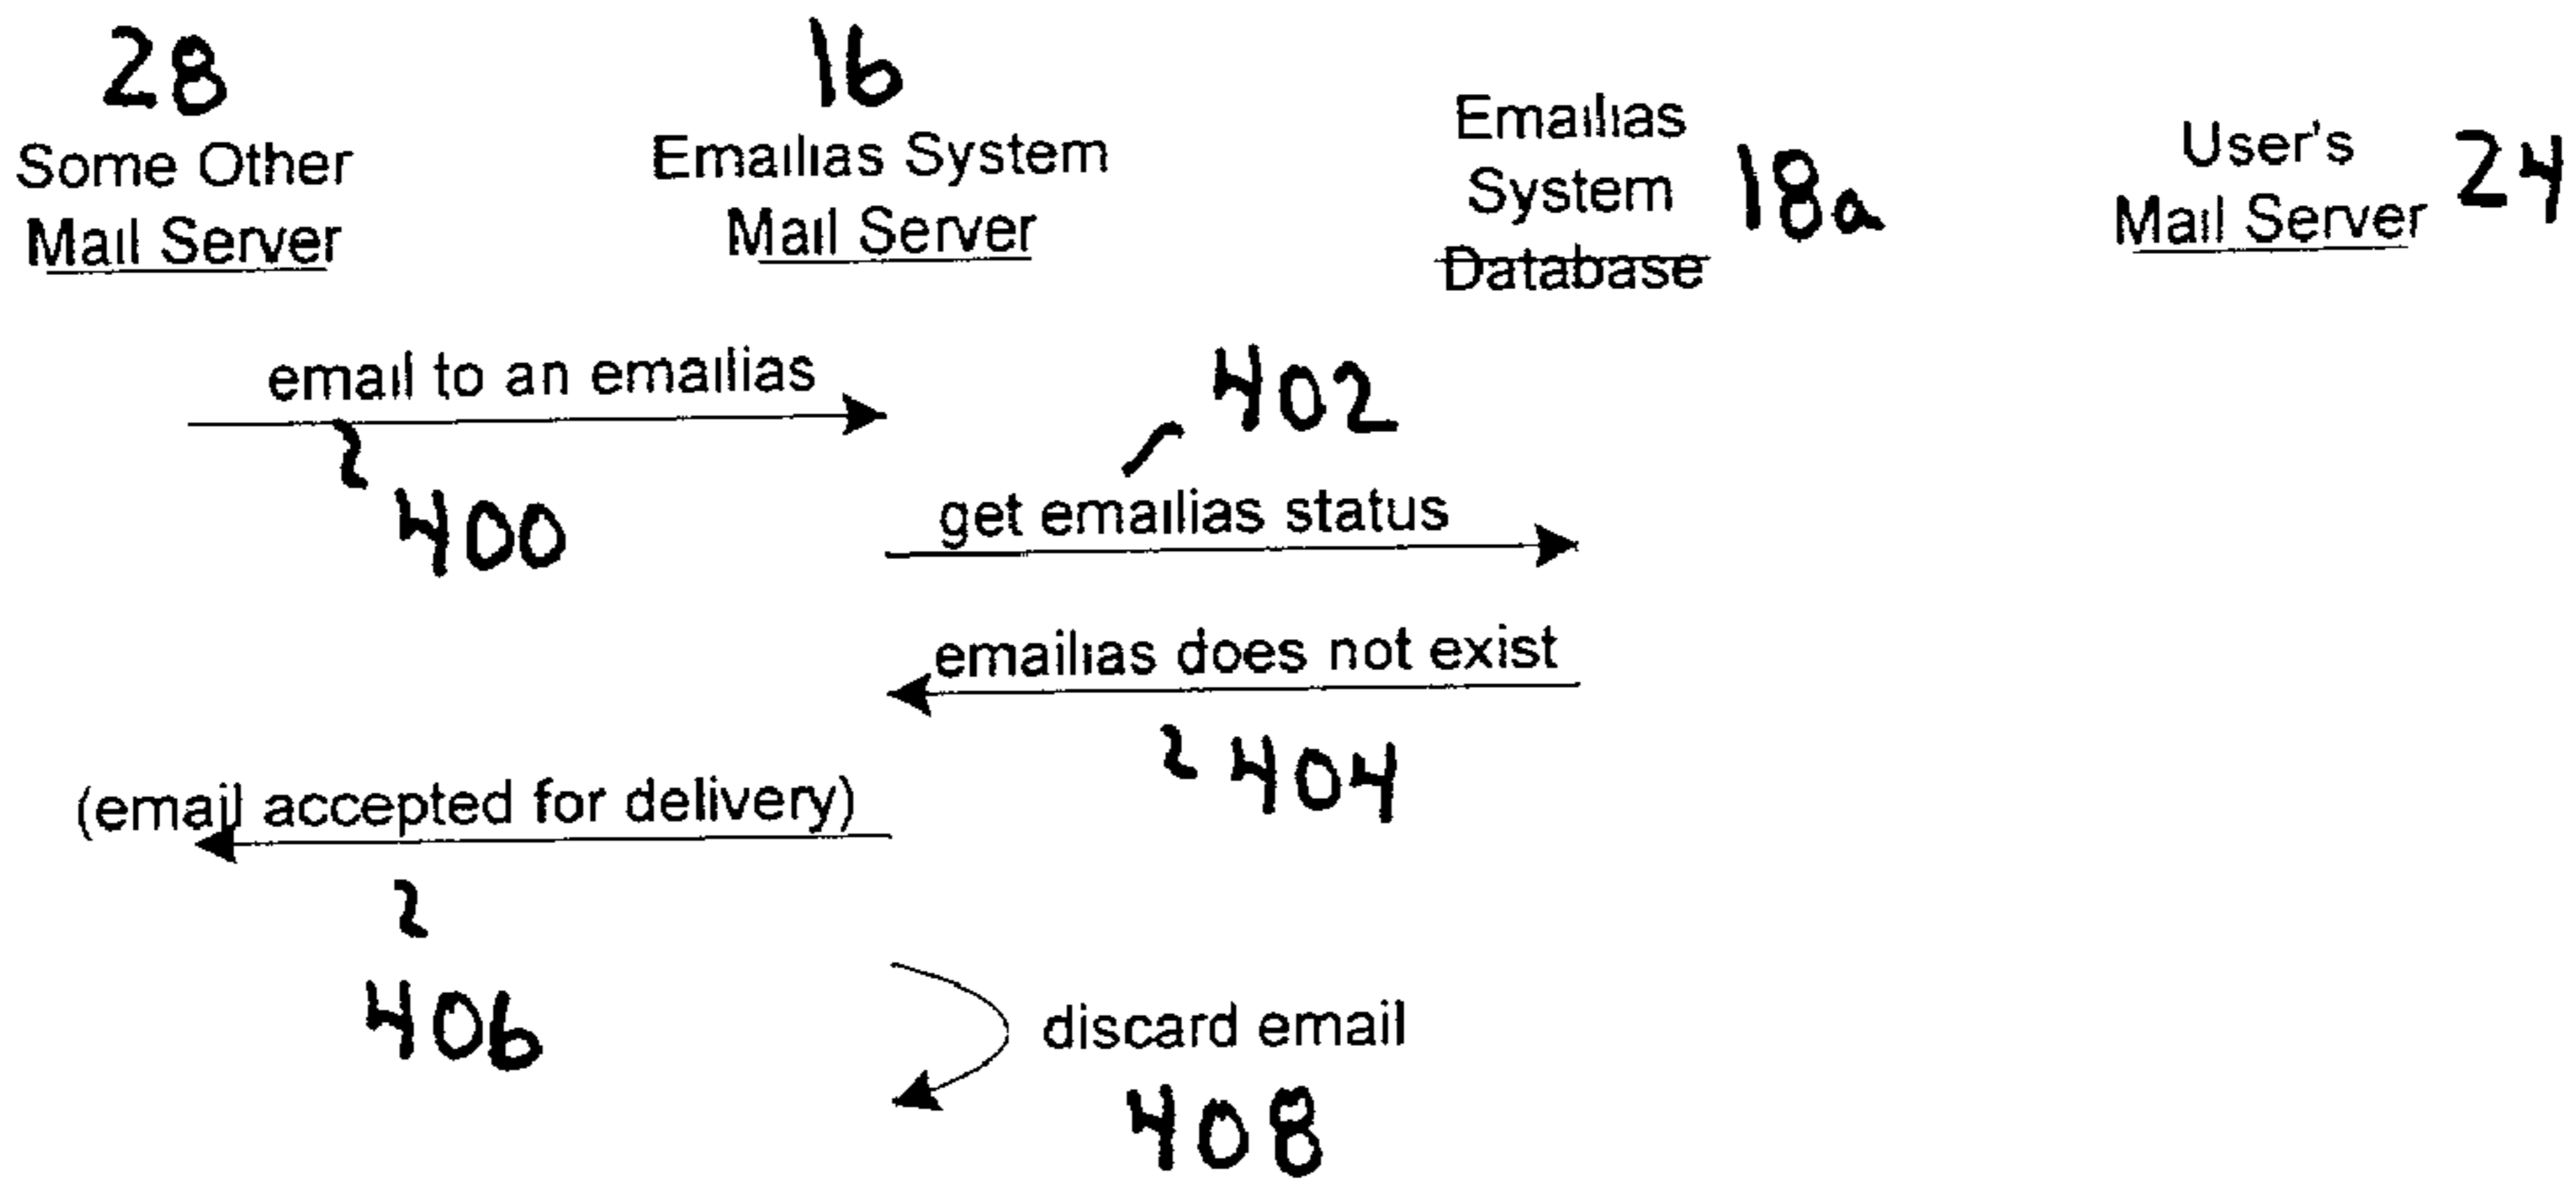 28
Some Other
Mail Server
16
Emailias System
Mail Server
Emailias
System
Database
18a
User's
Mail Server
24
email to an emailias
400
402
get emailias status
emailias does not exist
404
(email accepted for delivery)
406
discard email
408